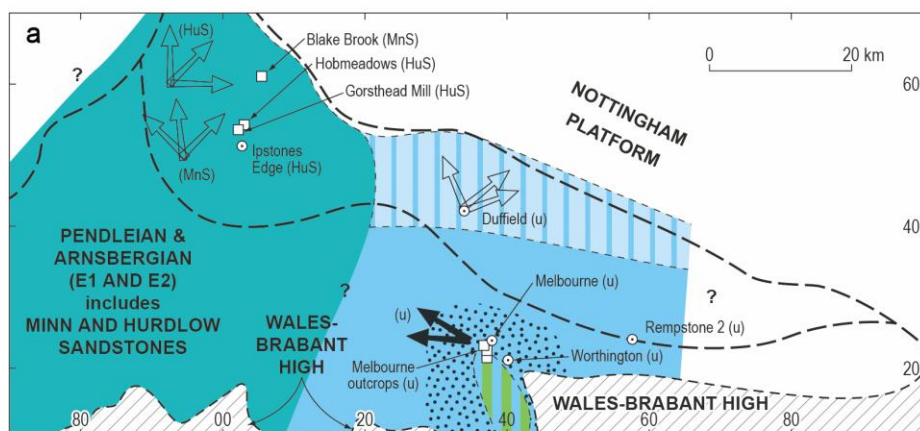 a
(HuS)
Blake Brook (MnS)
Hobmeadows (HuS)
Gorsthead Mill (HuS)
0 20 km
?
60
NOTTINGHAM
PLATFORM
Ipstones
Edge (HuS)
(MnS)
Duffield (u)
40
PENDLEIAN &
ARNSBERGIAN
(E1 AND E2)
includes
MINN AND HURDLOW
SANDSTONES
?
Melbourne (u)
?
(u)
Rempstone 2 (u)
WALES-
BRABANT
HIGH
Worthington (u)
Melbourne
outcrops (u)
20
WALES-BRABANT HIGH
80 00 20 40 60 80